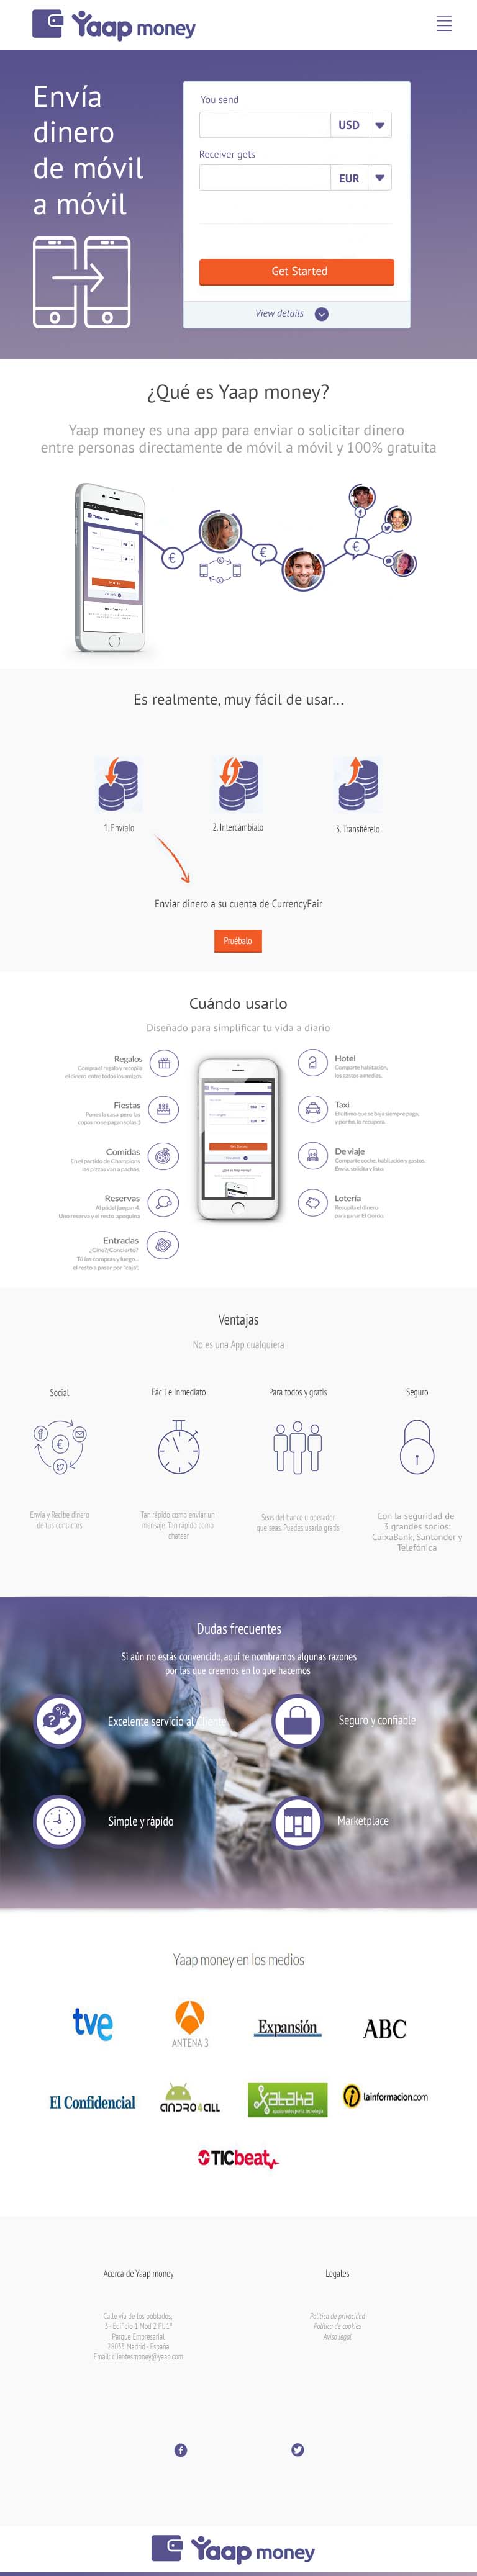 Yaap money
Envía
dinero
de móvil
a móvil
You send
USD
Receiver gets
EUR
Get Started
View details
¿Qué es Yaap money?
Yaap money es una app para enviar o solicitar dinero
entre personas directamente de móvil a móvil y 100% gratuita
Es realmente, muy fácil de usar...
1. Envíalo
2. Intercámbialo
3. Transfiérelo
Enviar dinero a su cuenta de CurrencyFair
Pruébalo
Cuándo usarlo
Diseñado para simplificar tu vida a diario
Regalos
Compra el regalo y recopila
el dinero entre todos los amigos.
Fiestas
Pones la casa pero las
copas no se pagan solas ;)
Comidas
En el partido de Champions
las pizzas van a pachas.
Reservas
Al pádel juegan 4.
Uno reserva y el resto apoquina
Entradas
¿Cine?¿Concierto?
Tú las compras y luego...
el resto a pasar por "caja".
Hotel
Comparte habitación,
los gastos a medias.
Taxi
El último que se baja siempre paga,
y por fin, lo recupera.
De viaje
Comparte coche, habitación y gastos.
Envía, solicita y listo.
Lotería
Recopila el dinero
para ganar El Gordo.
Ventajas
No es una App cualquiera
Social
Envía y Recibe dinero
de tus contactos
Fácil e inmediato
Tan rápido como enviar un
mensaje. Tan rápido como
chatear
Para todos y gratis
Seas del banco u operador
que seas. Puedes usarlo gratis
Seguro
Con la seguridad de
3 grandes socios:
CaixaBank, Santander y
Telefónica
Dudas frecuentes
Si aún no estás convencido, aquí te nombramos algunas razones
por las que creemos en lo que hacemos
Excelente servicio al Cliente
Seguro y confiable
Simple y rápido
Marketplace
Yaap money en los medios
tve
ANTENA 3
Expansión
ABC
El Confidencial
ANDRO4ALL
Xataka
apasionados por la tecnología
lainformacion.com
TICbeat
Acerca de Yaap money
Calle vía de los poblados,
3 - Edificio 1 Mod 2 Pl. 1ª
Parque Empresarial
28033 Madrid - España
Email: clientesmoney@yaap.com
Legales
Política de privacidad
Política de cookies
Aviso legal
Yaap money